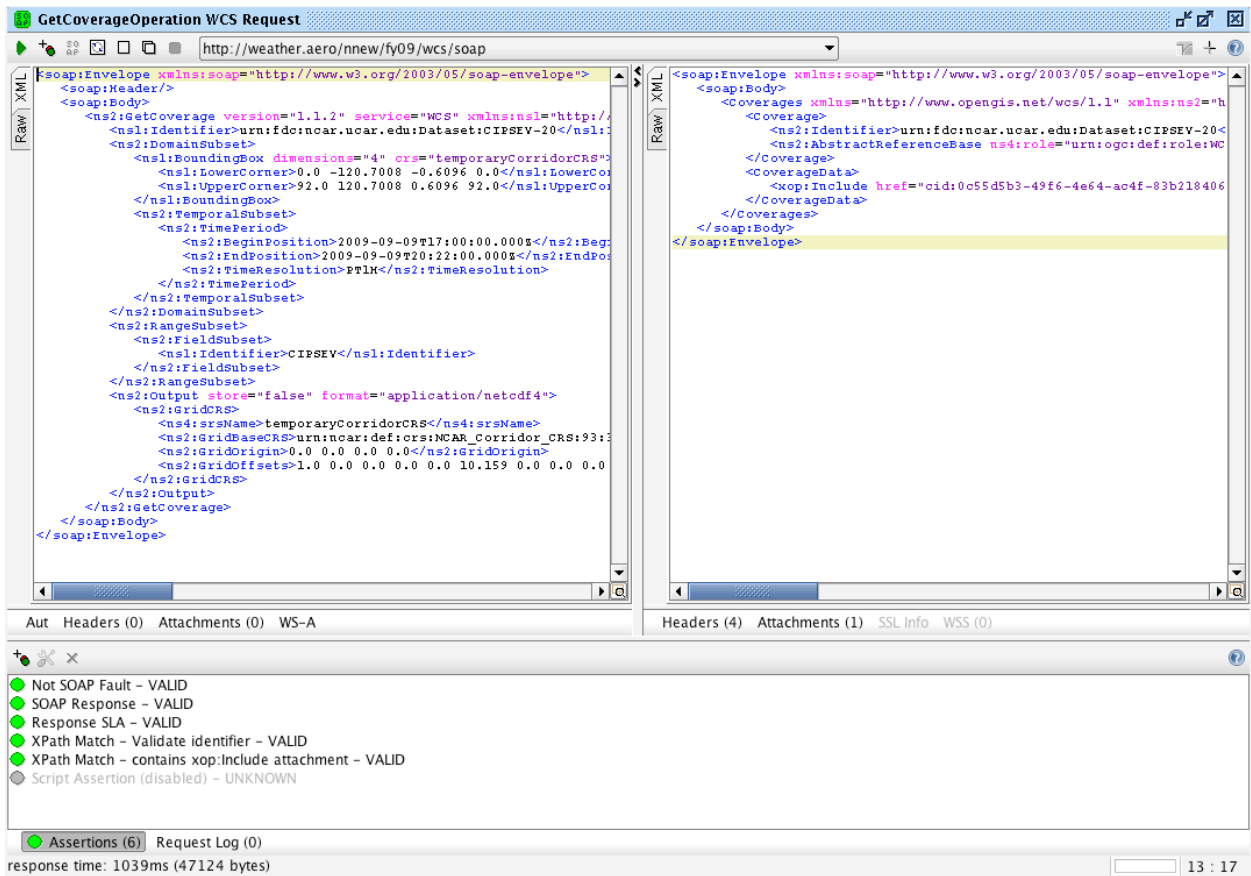 GetCoverageOperation WCS Request
http://weather.aero/nnew/fy09/wcs/soap
XML
Raw
<soap:Envelope xmlns:soap="http://www.w3.org/2003/05/soap-envelope">
<soap:Header/>
<soap:Body>
<ns2:GetCoverage version="1.1.2" service="WCS" xmlns:ns1="http:/
<ns1:Identifier>urn:fdc:ncar.ucar.edu:Dataset:CIPSEV-20</ns1:
<ns2:DomainSubset>
<ns1:BoundingBox dimensions="4" crs="temporaryCorridorCRS">
<ns1:LowerCorner>0.0 -120.7008 -0.6096 0.0</ns1:LowerCor
<ns1:UpperCorner>92.0 120.7008 0.6096 92.0</ns1:UpperCor
</ns1:BoundingBox>
<ns2:TemporalSubset>
<ns2:TimePeriod>
<ns2:BeginPosition>2009-09-09T17:00:00.000Z</ns2:Beg
<ns2:EndPosition>2009-09-09T20:22:00.000Z</ns2:EndPos
<ns2:TimeResolution>PT1H</ns2:TimeResolution>
</ns2:TimePeriod>
</ns2:TemporalSubset>
</ns2:DomainSubset>
<ns2:RangeSubset>
<ns2:FieldSubset>
<ns1:Identifier>CIPSEV</ns1:Identifier>
</ns2:FieldSubset>
</ns2:RangeSubset>
<ns2:Output store="false" format="application/netcdf4">
<ns2:GridCRS>
<ns4:srsName>temporaryCorridorCRS</ns4:srsName>
<ns2:GridBaseCRS>urn:ncar:def:crs:NCAR_Corridor_CRS:93:
<ns2:GridOrigin>0.0 0.0 0.0 0.0</ns2:GridOrigin>
<ns2:GridOffsets>1.0 0.0 0.0 0.0 0.0 10.159 0.0 0.0 0.0
</ns2:GridCRS>
</ns2:Output>
</ns2:GetCoverage>
</soap:Body>
</soap:Envelope>
Aut Headers (0) Attachments (0) WS-A
XML
Raw
<soap:Envelope xmlns:soap="http://www.w3.org/2003/05/soap-envelope">
<soap:Body>
<Coverages xmlns="http://www.opengis.net/wcs/1.1" xmlns:ns2="h
<Coverage>
<ns2:Identifier>urn:fdc:ncar.ucar.edu:Dataset:CIPSEV-20<
<ns2:AbstractReferenceBase ns4:role="urn:ogc:def:role:WC
</Coverage>
<CoverageData>
<xop:Include href="cid:0c55d5b3-49f6-4e64-ac4f-83b218406
</CoverageData>
</Coverages>
</soap:Body>
</soap:Envelope>
Headers (4) Attachments (1) SSL Info WSS (0)
Not SOAP Fault – VALID
SOAP Response – VALID
Response SLA – VALID
XPath Match – Validate identifier – VALID
XPath Match – contains xop:Include attachment – VALID
Script Assertion (disabled) – UNKNOWN
Assertions (6) Request Log (0)
response time: 1039ms (47124 bytes)
13 : 17